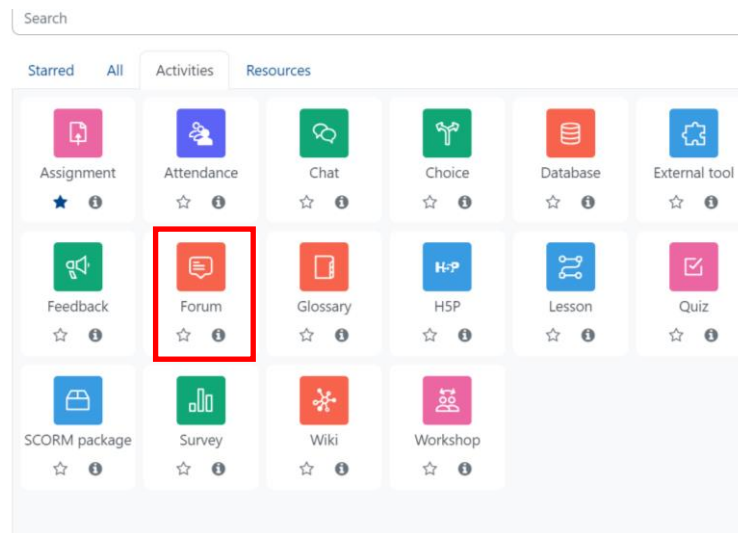 Search
Starred All Activities Resources
Assignment Attendance Chat Choice Database External tool
Feedback Forum Glossary H5P H5P Lesson Quiz
SCORM package Survey Wiki Workshop